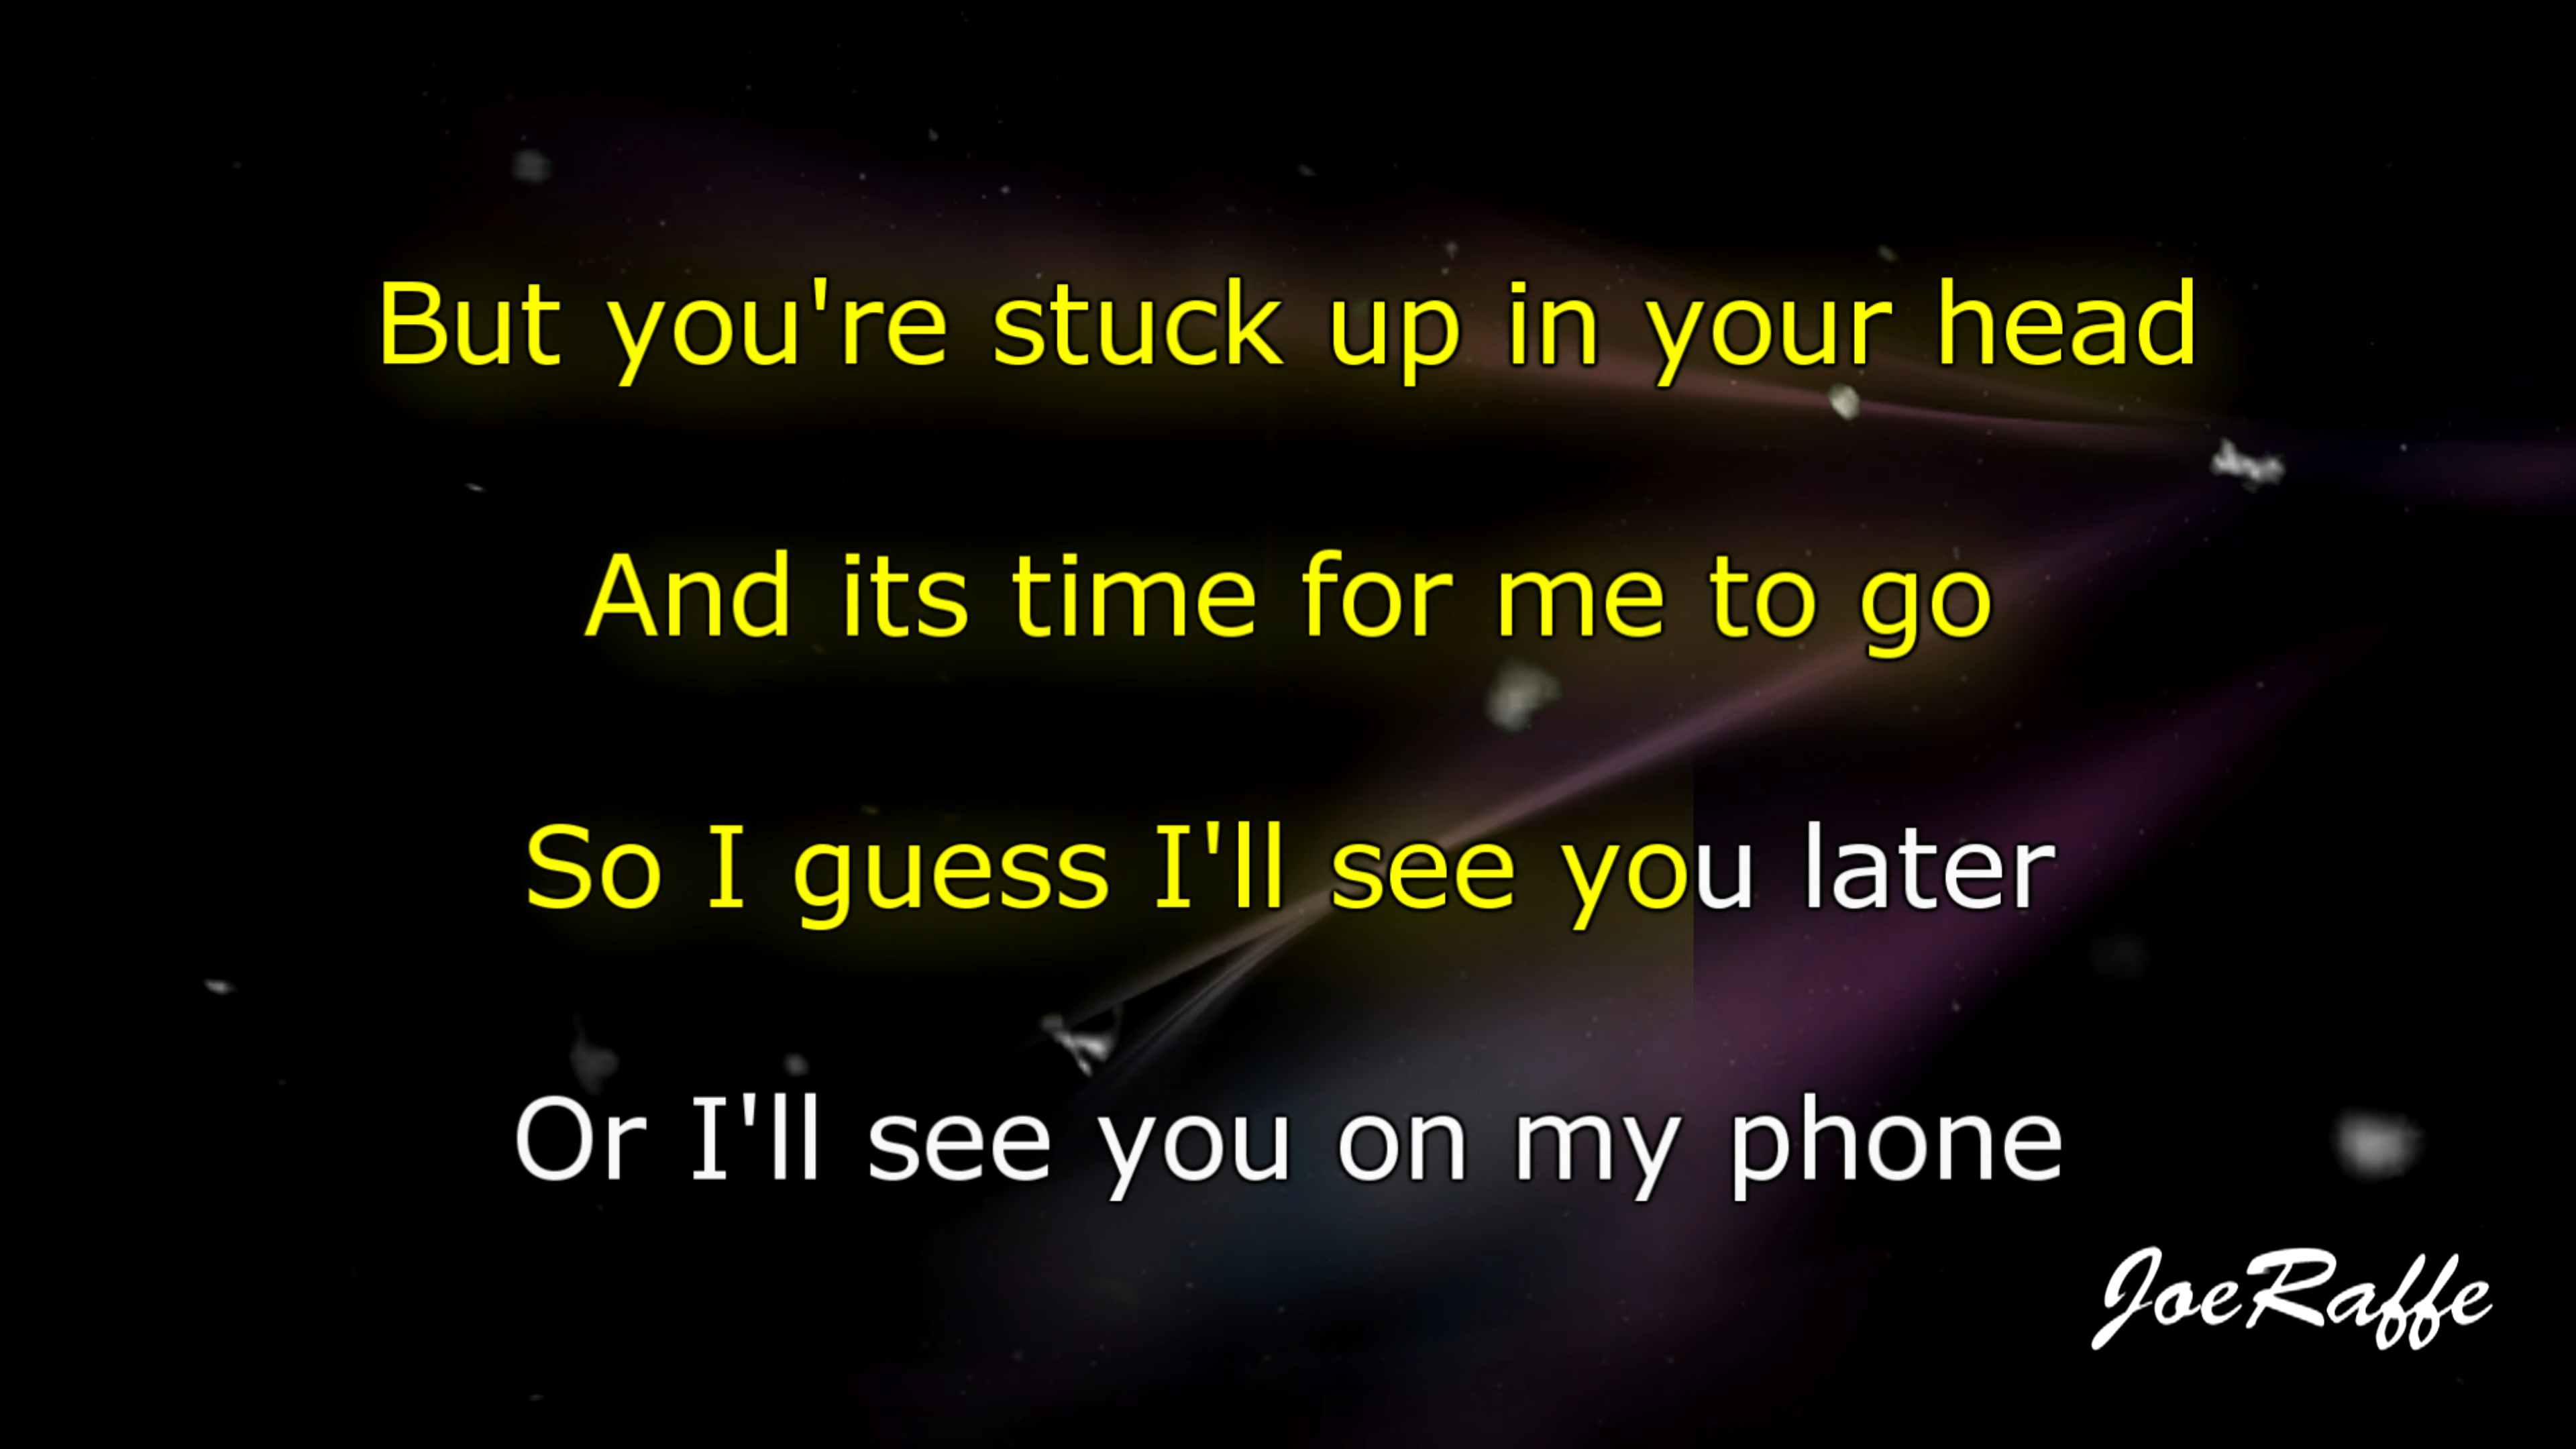 But you're stuck up in your head
And its time for me to go
So I guess I'll see you later
Or I'll see you on my phone
JoeRaffe